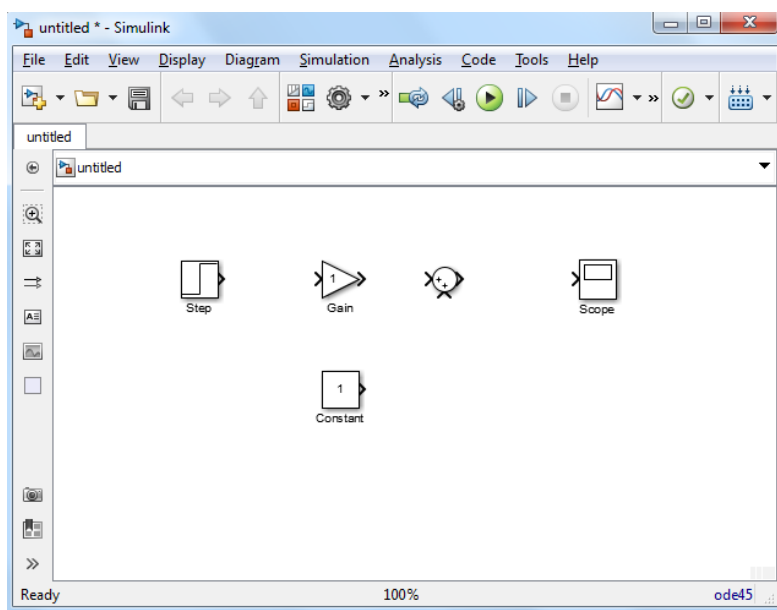 untitled * - Simulink
File Edit View Display Diagram Simulation Analysis Code Tools Help
untitled
untitled
Step
1
Gain
+
+
Scope
1
Constant
Ready 100% ode45